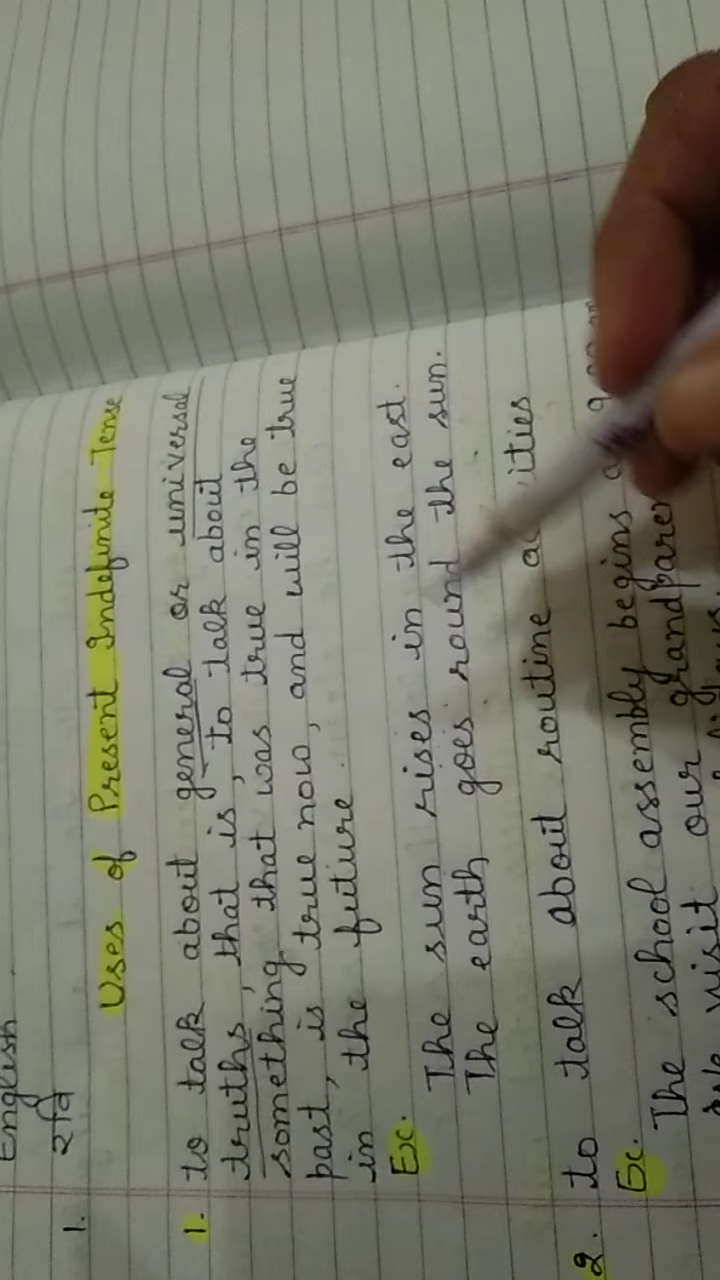 English
1. रवि
Uses of Present Indefinite Tense
1. to talk about general or universal
truths, that is, to talk about
something that was true in the
past, is true now, and will be true
in the future.
Ex. The sun rises in the east.
The earth goes round the sun.
2. to talk about routine
Ex. The school assembly begins
visit our